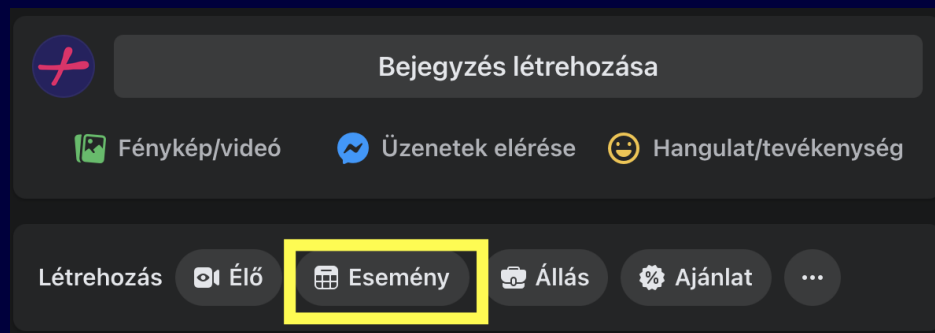 Bejegyzés létrehozása
Fénykép/videó Üzenetek elérése Hangulat/tevékenység
Létrehozás Élő Esemény Állás Ajánlat ...